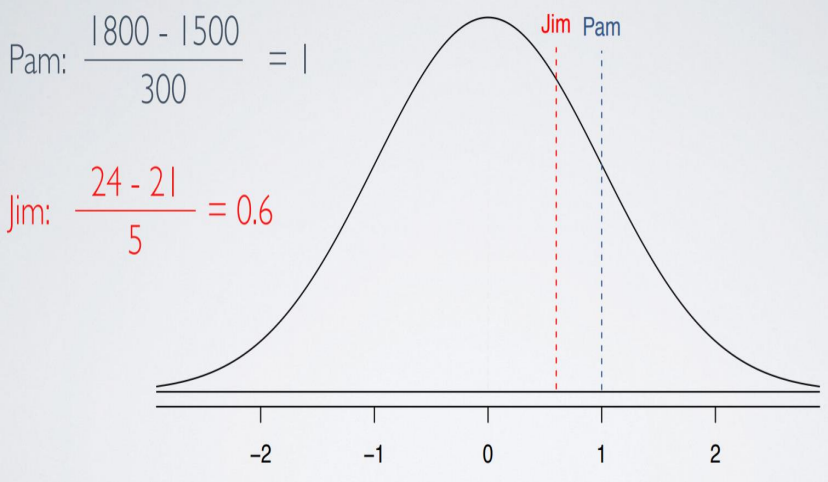 Pam: 1800 - 1500
300
= 1
Jim: 24 - 21
5
= 0.6
Jim Pam
−2 −1 0 1 2